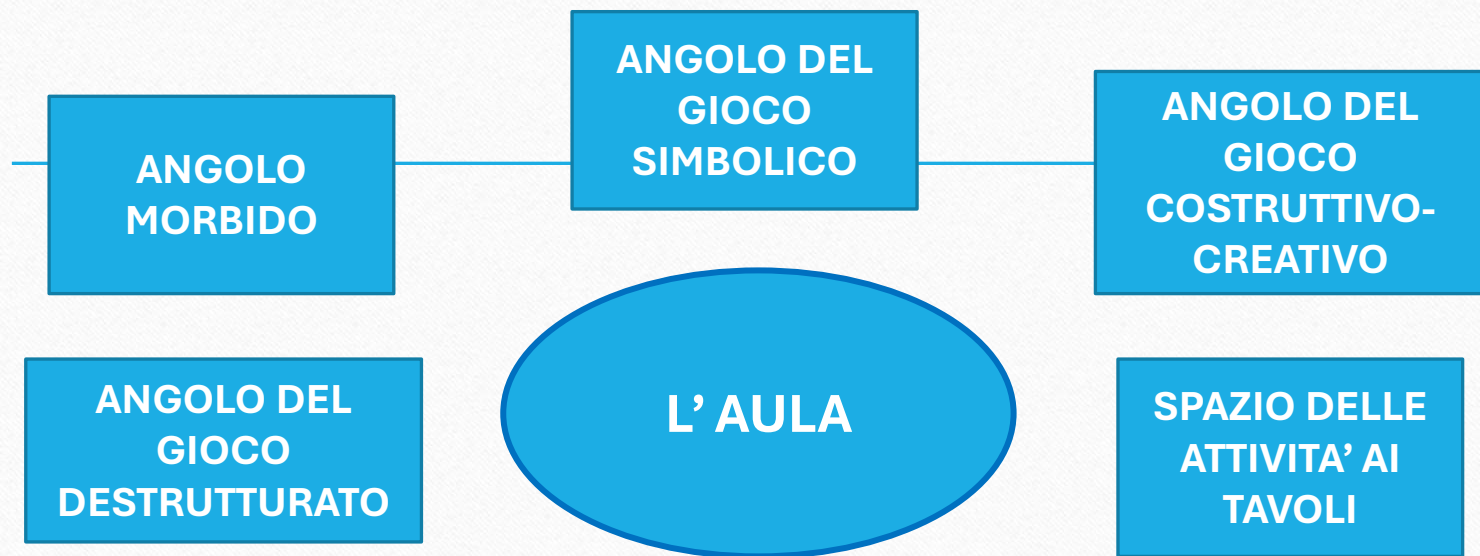 ANGOLO
MORBIDO
ANGOLO DEL
GIOCO
SIMBOLICO
ANGOLO DEL
GIOCO
COSTRUTTIVO-
CREATIVO
ANGOLO DEL
GIOCO
DESTRUTTURATO
L’ AULA
SPAZIO DELLE
ATTIVITA’ AI
TAVOLI